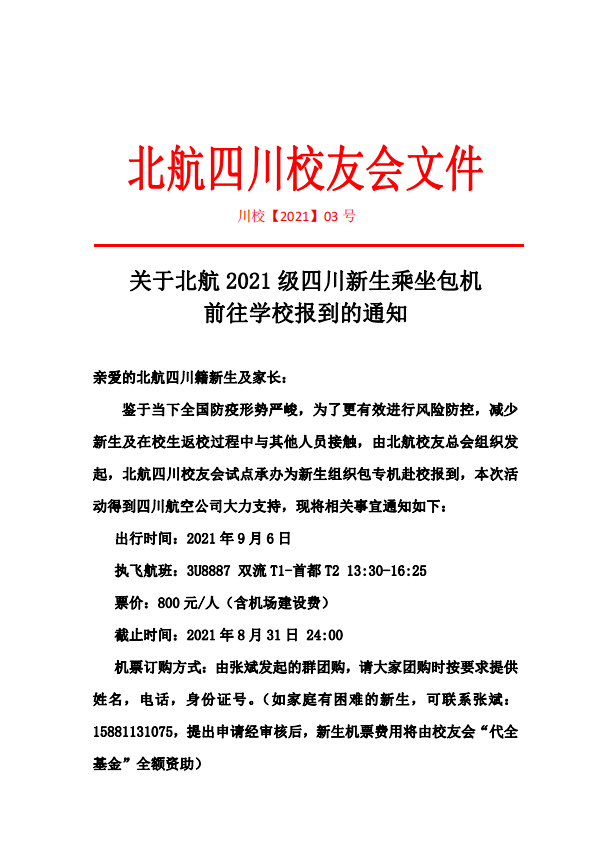 北航四川校友会文件
川校【2021】03 号
关于北航 2021 级四川新生乘坐包机
前往学校报到的通知
亲爱的北航四川籍新生及家长：
鉴于当下全国防疫形势严峻，为了更有效进行风险防控，减少
新生及在校生返校过程中与其他人员接触，由北航校友总会组织发
起，北航四川校友会试点承办为新生组织包专机赴校报到，本次活
动得到四川航空公司大力支持，现将相关事宜通知如下：
出行时间：2021 年 9 月 6 日
执飞航班：3U8887 双流 T1-首都 T2 13:30-16:25
票价：800 元/人（含机场建设费）
截止时间：2021 年 8 月 31 日 24:00
机票订购方式：由张斌发起的群团购，请大家团购时按要求提供
姓名，电话，身份证号。（如家庭有困难的新生，可联系张斌：
15881131075，提出申请经审核后，新生机票费用将由校友会“代全
基金”全额资助）